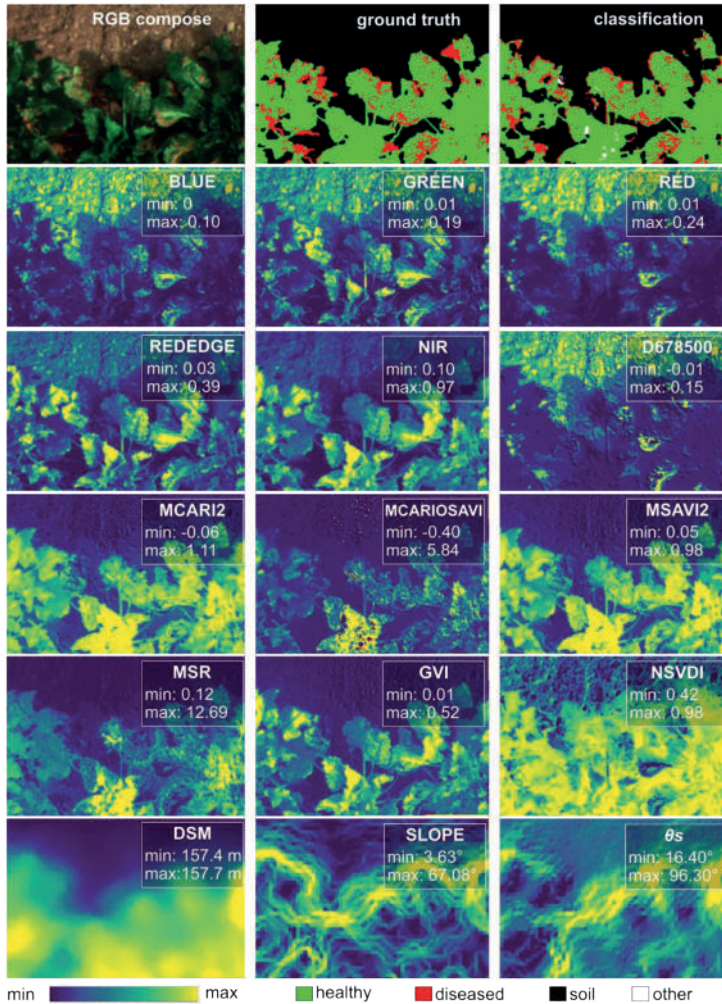 RGB compose
ground truth
classification
BLUE
min: 0
max: 0.10
GREEN
min: 0.01
max: 0.19
RED
min: 0.01
max: 0.24
REDEDGE
min: 0.03
max: 0.39
NIR
min: 0.10
max: 0.97
D678500
min: -0.01
max: 0.15
MCARI2
min: -0.06
max: 1.11
MCARIOSAVI
min: -0.40
max: 5.84
MSAVI2
min: 0.05
max: 0.98
MSR
min: 0.12
max: 12.69
GVI
min: 0.01
max: 0.52
NSVDI
min: 0.42
max: 0.98
DSM
min: 157.4 m
max:157.7 m
SLOPE
min: 3.63°
max: 67.08°
θs
min: 16.40°
max: 96.30°
min
max
healthy
diseased
soil
other